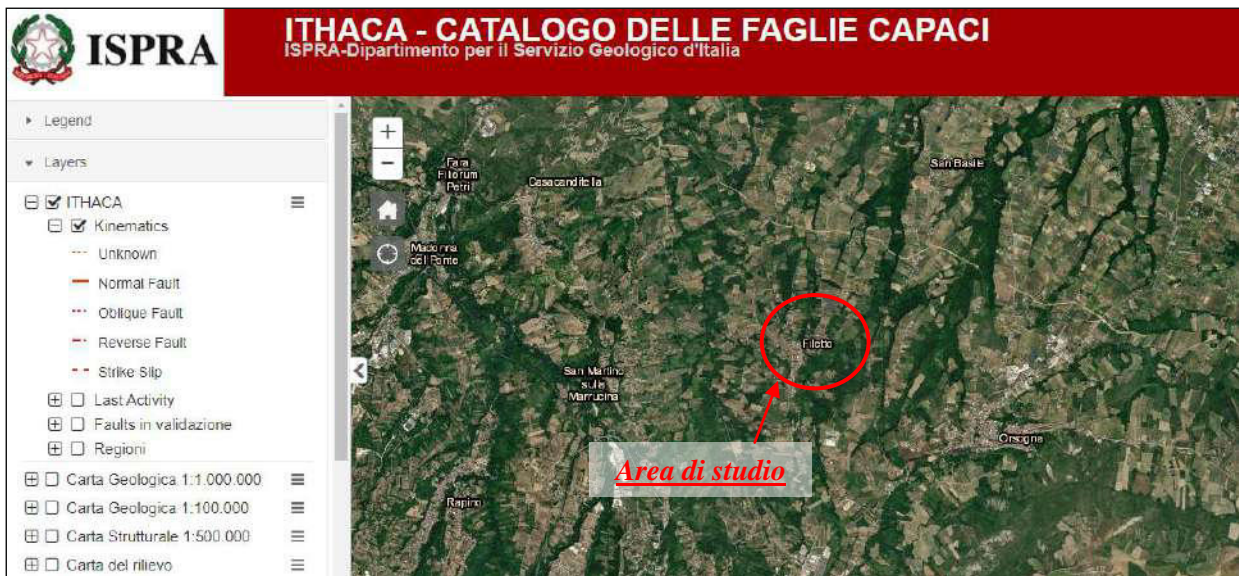 ISPRA
ITHACA - CATALOGO DELLE FAGLIE CAPACI
ISPRA-Dipartimento per il Servizio Geologico d'Italia
Legend
Layers
ITHACA
Kinematics
Unknown
Normal Fault
Oblique Fault
Reverse Fault
Strike Slip
Last Activity
Faults in validazione
Regioni
Carta Geologica 1:1.000.000
Carta Geologica 1:100.000
Carta Strutturale 1:500.000
Carta del rilievo
+
−
Fara
Filiorum
Petri
Casacanditella
San Basile
Madonna
del Ponte
Filetto
San Martino
sulla
Marrucina
Orsogna
Area di studio
Rapino